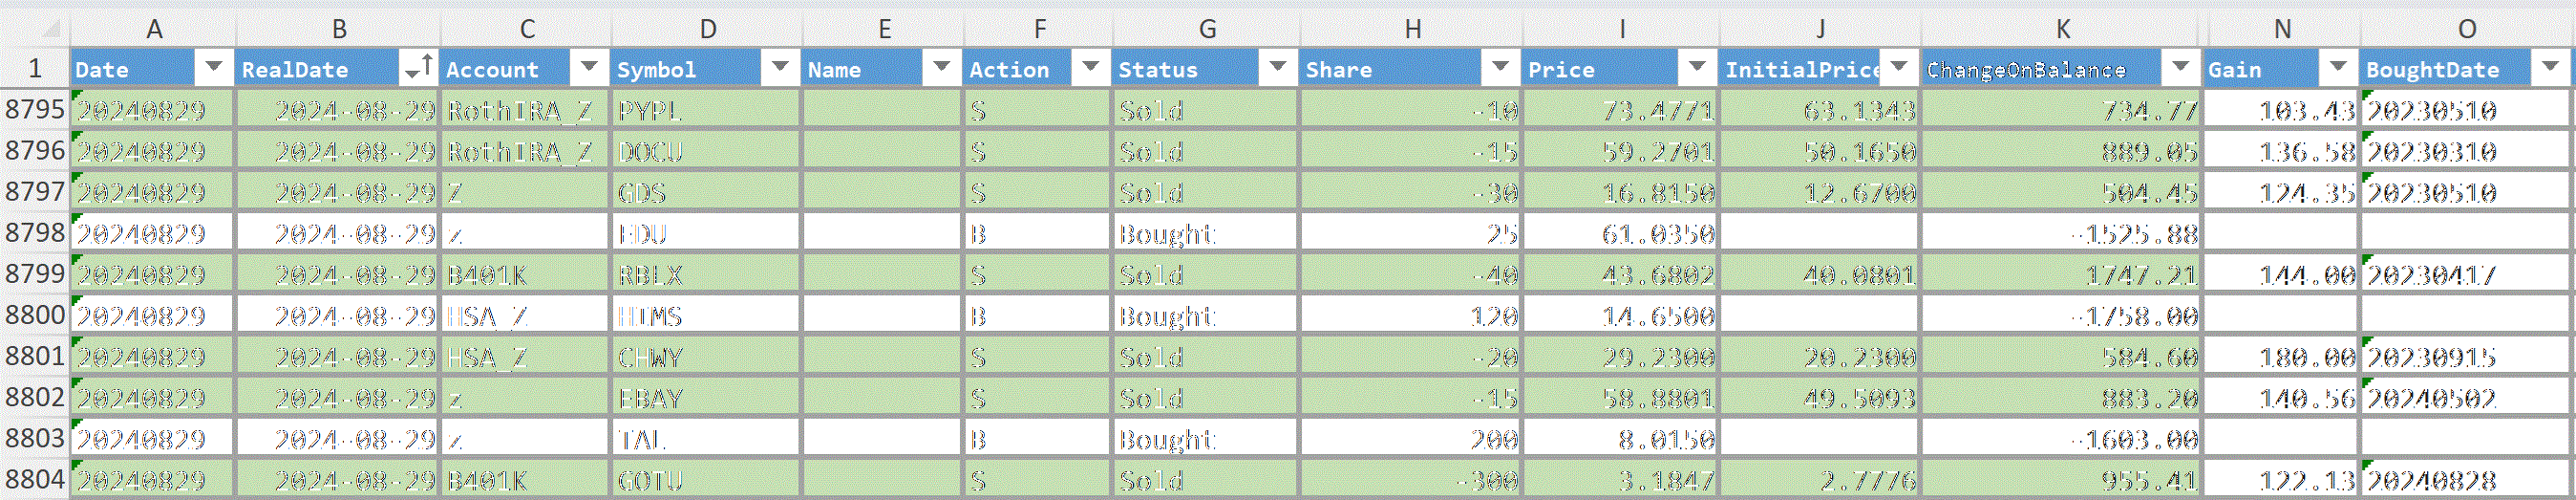 A B C D E F G H I J K N O
1 Date RealDate Account Symbol Name Action Status Share Price InitialPrice ChangeOnBalance Gain BoughtDate
8795 20240829 2024-08-29 RothIRA_Z PYPL S Sold -10 73.4771 63.1343 734.77 103.43 20230510
8796 20240829 2024-08-29 RothIRA_Z DOCU S Sold -15 59.2701 50.1650 889.05 136.58 20230310
8797 20240829 2024-08-29 Z GDS S Sold -30 16.8150 12.6700 504.45 124.35 20230510
8798 20240829 2024-08-29 z EDU B Bought 25 61.0350 -1525.88
8799 20240829 2024-08-29 B401K RBLX S Sold -40 43.6802 40.0801 1747.21 144.00 20230417
8800 20240829 2024-08-29 HSA_Z HIMS B Bought 120 14.6500 -1758.00
8801 20240829 2024-08-29 HSA_Z CHWY S Sold -20 29.2300 20.2300 584.60 180.00 20230915
8802 20240829 2024-08-29 z EBAY S Sold -15 58.8801 49.5093 883.20 140.56 20240502
8803 20240829 2024-08-29 z TAL B Bought 200 8.0150 -1603.00
8804 20240829 2024-08-29 B401K GOTU S Sold -300 3.1847 2.7776 955.41 122.13 20240828